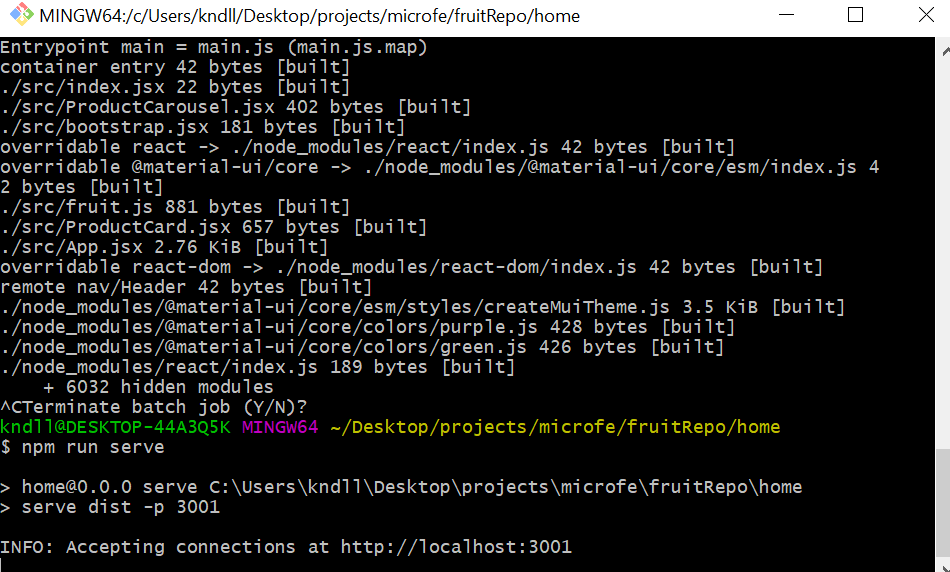 MINGW64:/c/Users/kndll/Desktop/projects/microfe/fruitRepo/home
Entrypoint main = main.js (main.js.map)
container entry 42 bytes [built]
./src/index.jsx 22 bytes [built]
./src/ProductCarousel.jsx 402 bytes [built]
./src/bootstrap.jsx 181 bytes [built]
overridable react -> ./node_modules/react/index.js 42 bytes [built]
overridable @material-ui/core -> ./node_modules/@material-ui/core/esm/index.js 4
2 bytes [built]
./src/fruit.js 881 bytes [built]
./src/ProductCard.jsx 657 bytes [built]
./src/App.jsx 2.76 KiB [built]
overridable react-dom -> ./node_modules/react-dom/index.js 42 bytes [built]
remote nav/Header 42 bytes [built]
./node_modules/@material-ui/core/esm/styles/createMuiTheme.js 3.5 KiB [built]
./node_modules/@material-ui/core/colors/purple.js 428 bytes [built]
./node_modules/@material-ui/core/colors/green.js 426 bytes [built]
./node_modules/react/index.js 189 bytes [built]
    + 6032 hidden modules
^CTerminate batch job (Y/N)?
kndll@DESKTOP-44A3Q5K MINGW64 ~/Desktop/projects/microfe/fruitRepo/home
$ npm run serve
> home@0.0.0 serve C:\Users\kndll\Desktop\projects\microfe\fruitRepo\home
> serve dist -p 3001
INFO: Accepting connections at http://localhost:3001